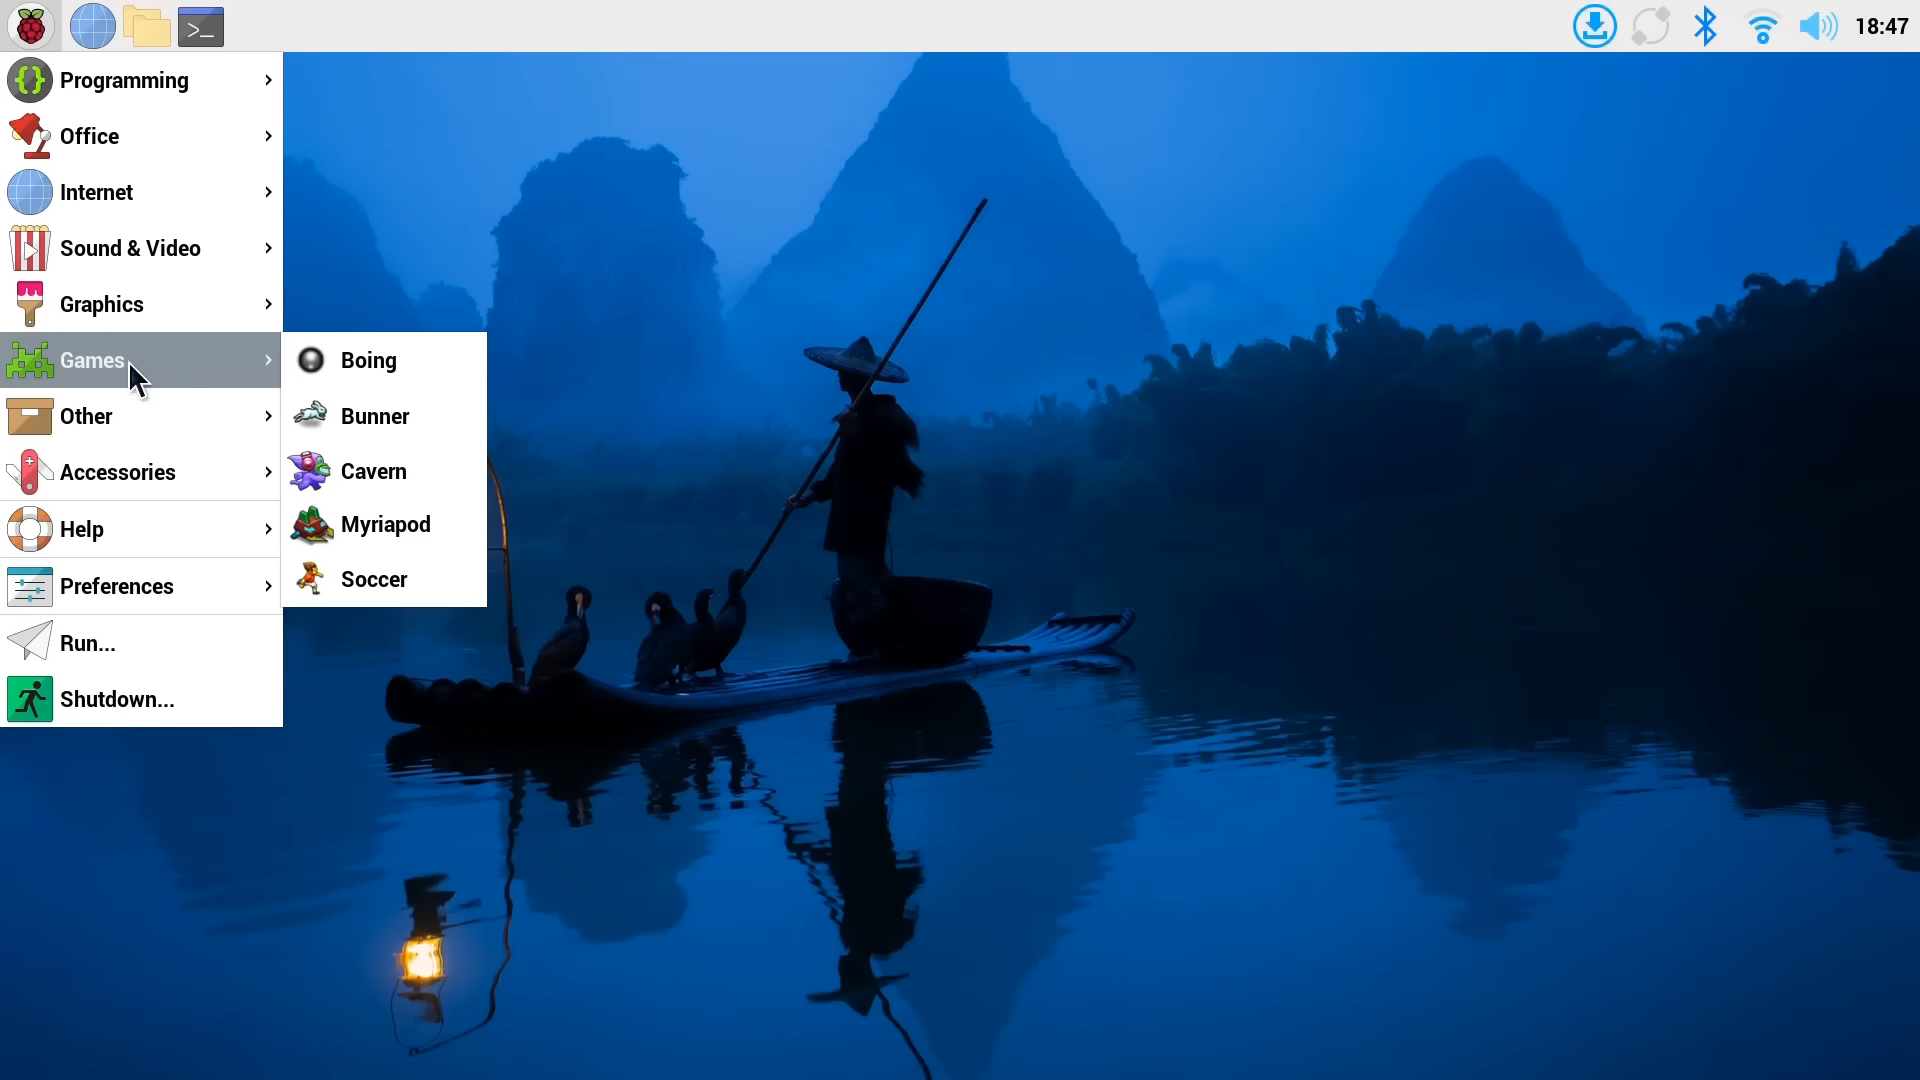 18:47
Programming
Office
Internet
Sound & Video
Graphics
Games
Other
Accessories
Help
Preferences
Run...
Shutdown...
Boing
Bunner
Cavern
Myriapod
Soccer